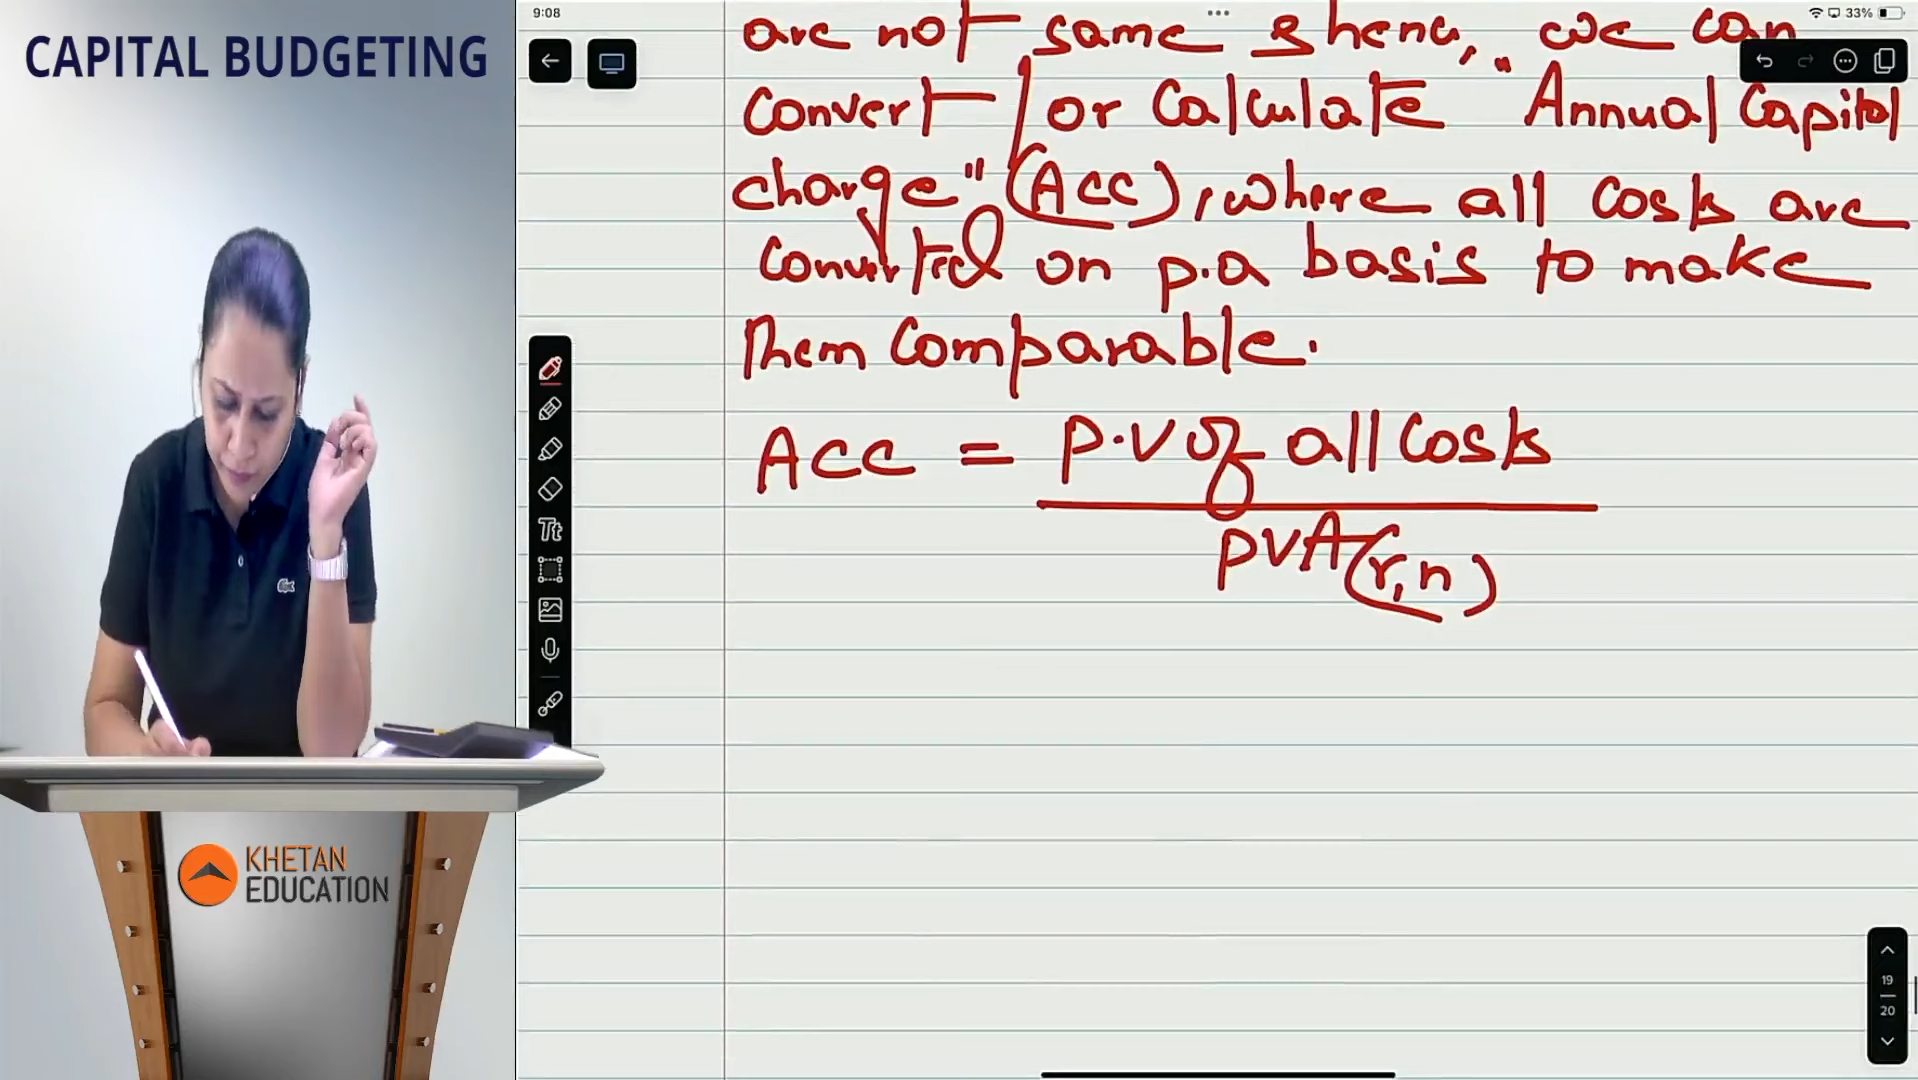 CAPITAL BUDGETING
9:08
33%
are not same
we can
convert / or Calculate "Annual Capital
charge" (ACC), where all costs are
converted on p.a basis to make
them comparable.
ACC = P.V of all Costs
PVA(r,n)
Tt
KHETAN
EDUCATION
19
20